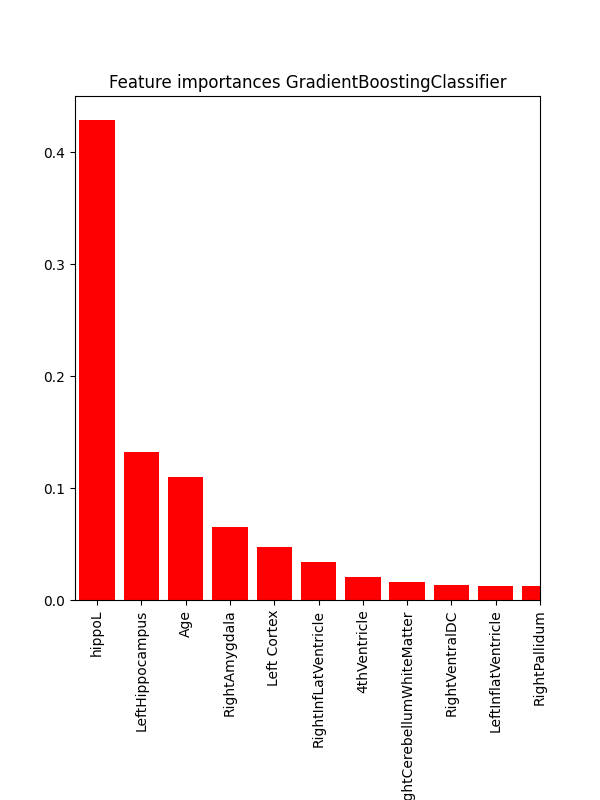 Feature importances GradientBoostingClassifier
0.4
0.3
0.2
0.1
0.0
hippoL
LeftHippocampus
Age
RightAmygdala
Left Cortex
RightInfLatVentricle
4thVentricle
ghtCerebellumWhiteMatter
RightVentralDC
LeftInflatVentricle
RightPallidum